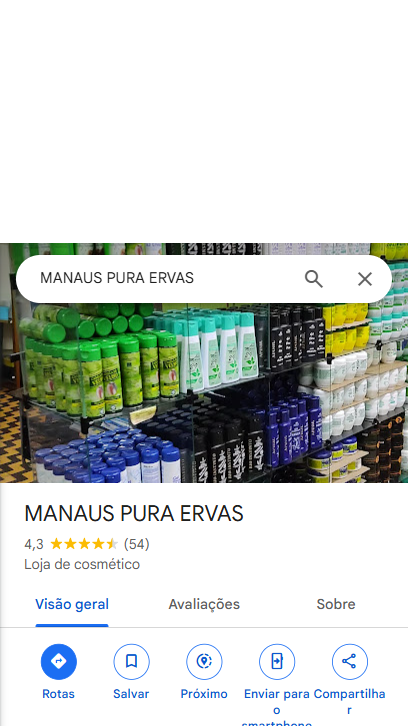 MANAUS PURA ERVAS
MANAUS PURA ERVAS
4,3 (54)
Loja de cosmético
Visão geral Avaliações Sobre
Rotas Salvar Próximo Enviar para o smartphone Compartilhar